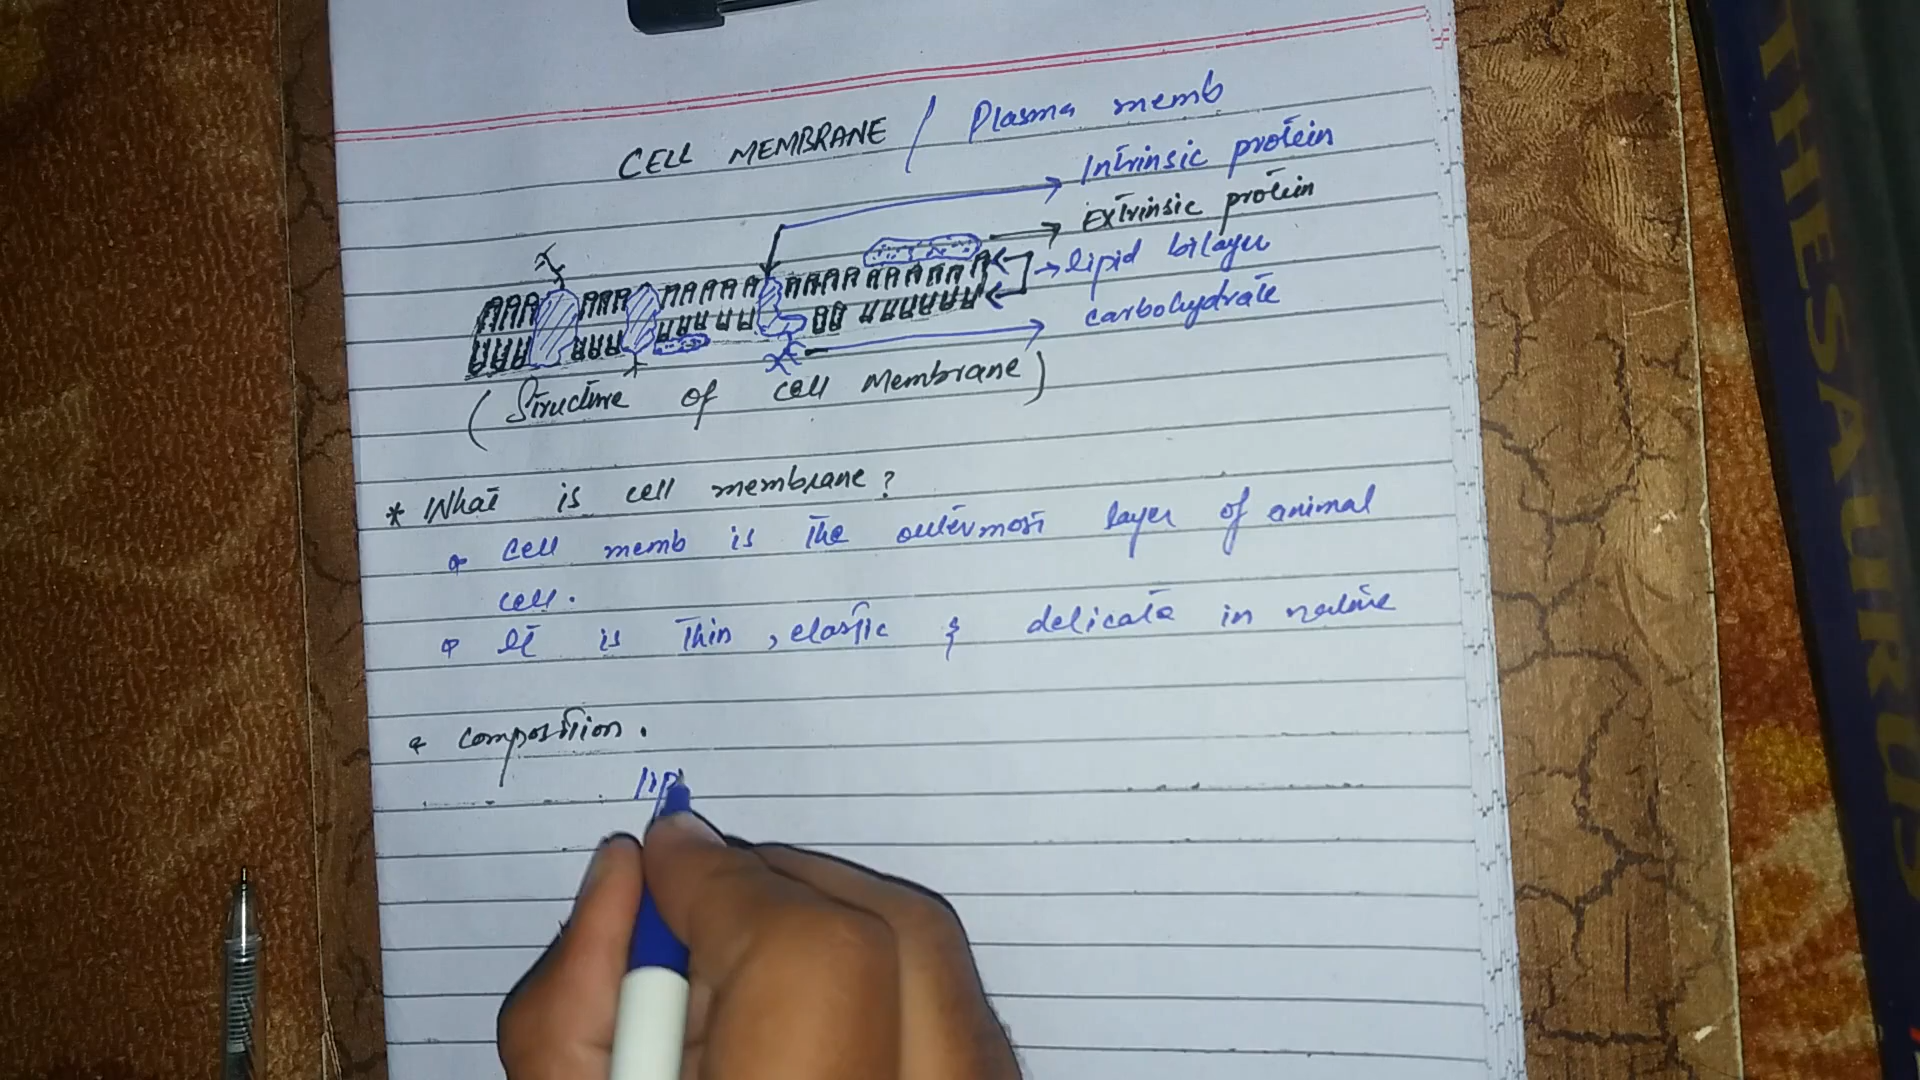 CELL MEMBRANE / Plasma memb
Intrinsic protein
Extrinsic protein
lipid bilayer
carbohydrate
(Structure of cell Membrane)
* What is cell membrane?
cell memb is the outermost layer of animal
cell.
It is Thin, elastic & delicate in nature
composition.
lip
THESAURUS